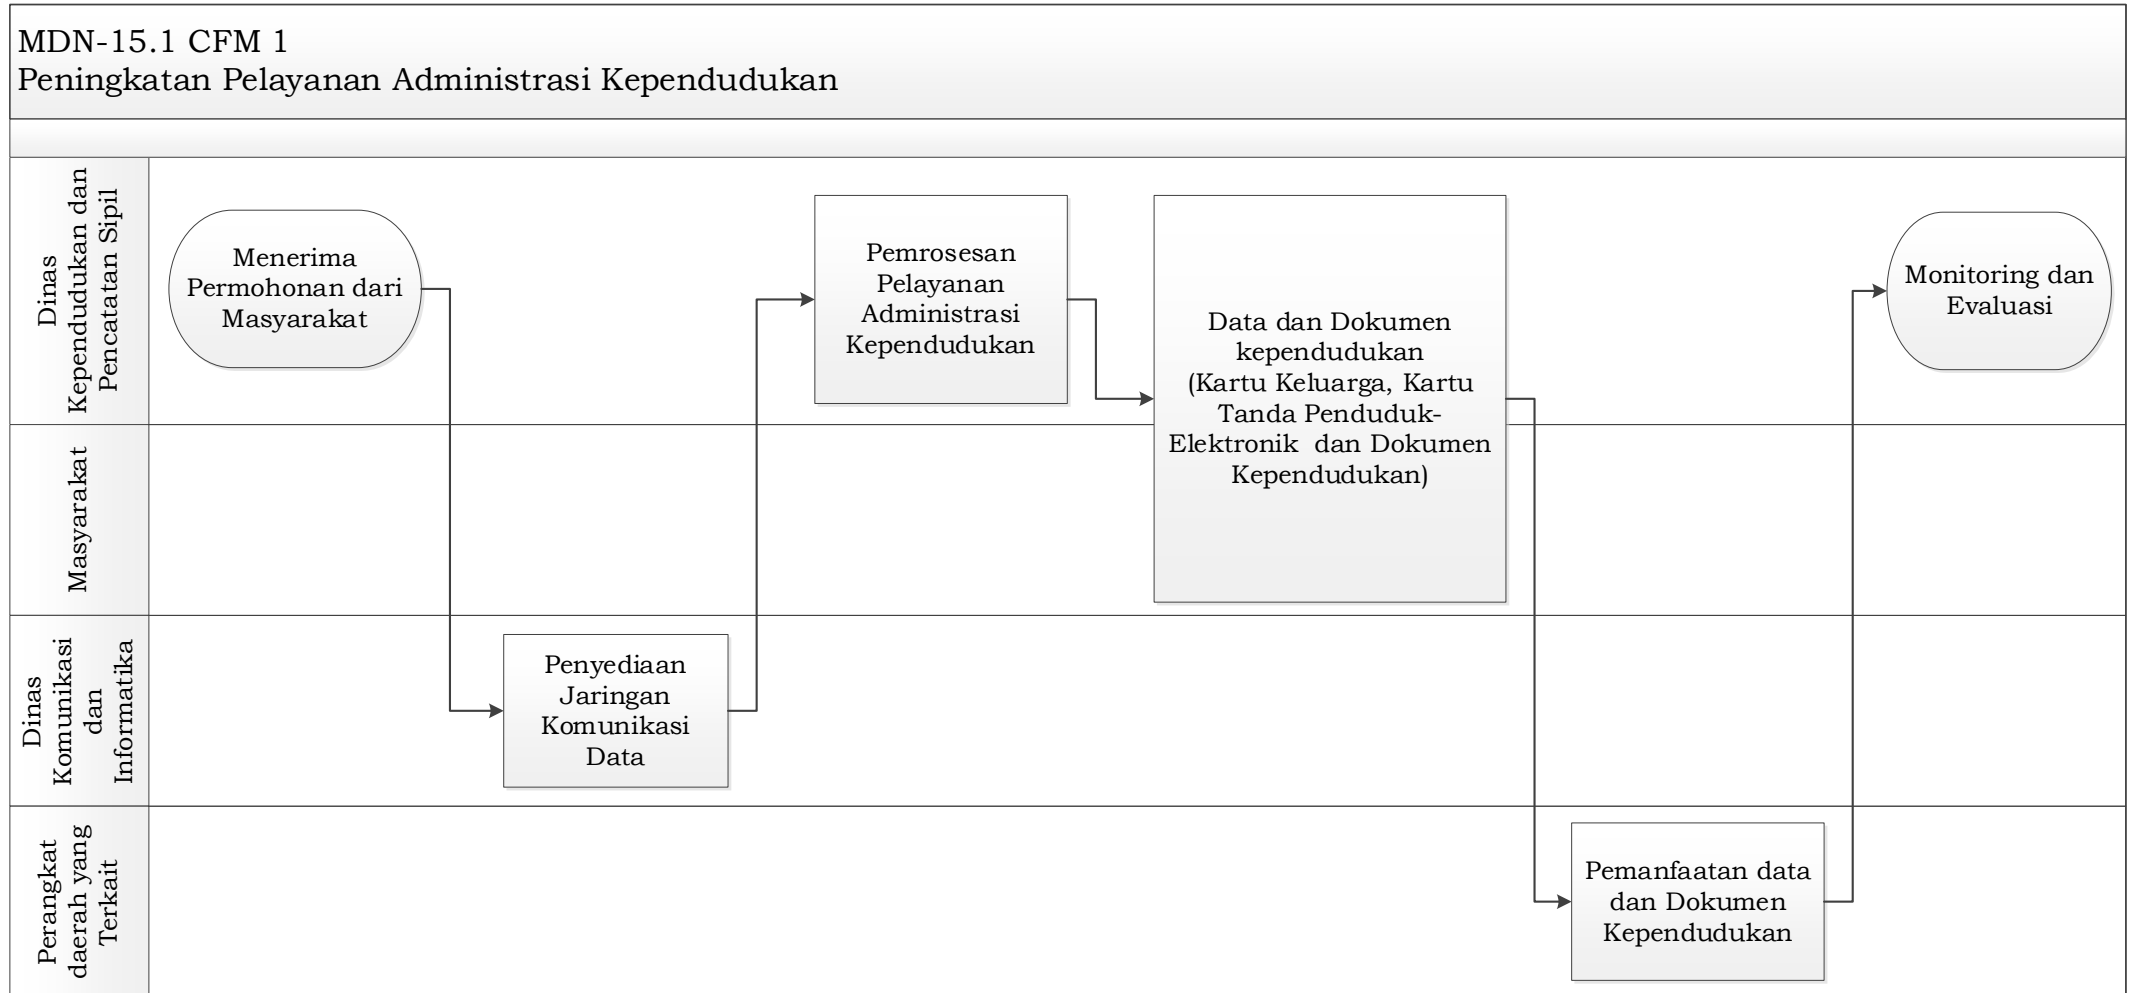 MDN-15.1 CFM 1
Peningkatan Pelayanan Administrasi Kependudukan
Dinas
Kependudukan dan
Pencatatan Sipil
Menerima
Permohonan dari
Masyarakat
Pemrosesan
Pelayanan
Administrasi
Kependudukan
Data dan Dokumen
kependudukan
(Kartu Keluarga, Kartu
Tanda Penduduk-
Elektronik dan Dokumen
Kependudukan)
Monitoring dan
Evaluasi
Masyarakat
Dinas
Komunikasi
dan
Informatika
Penyediaan
Jaringan
Komunikasi
Data
Perangkat
daerah yang
Terkait
Pemanfaatan data
dan Dokumen
Kependudukan